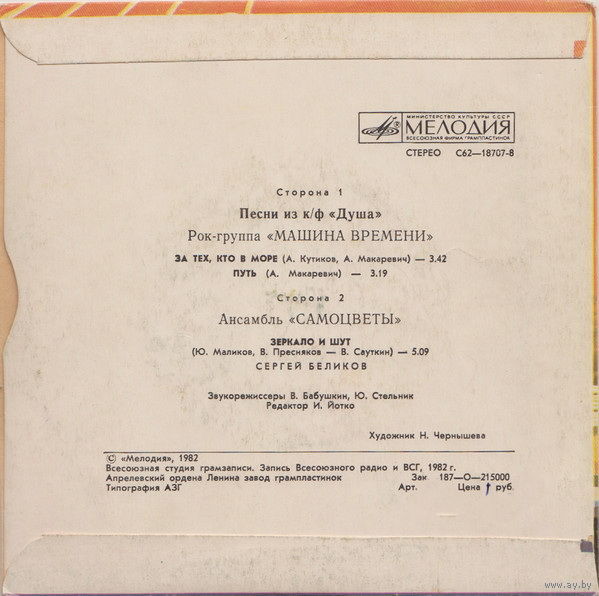 МИНИСТЕРСТВО КУЛЬТУРЫ СССР
МЕЛОДИЯ
ВСЕСОЮЗНАЯ ФИРМА ГРАМПЛАСТИНОК
СТЕРЕО С62—18707-8
Сторона 1
Песни из к/ф «Душа»
Рок-группа «МАШИНА ВРЕМЕНИ»
ЗА ТЕХ, КТО В МОРЕ (А. Кутиков, А. Макаревич) — 3.42
ПУТЬ (А. Макаревич) — 3.19
Сторона 2
Ансамбль «САМОЦВЕТЫ»
ЗЕРКАЛО И ШУТ
(Ю. Маликов, В. Пресняков — В. Сауткин) — 5.09
СЕРГЕЙ БЕЛИКОВ
Звукорежиссеры В. Бабушкин, Ю. Стельник
Редактор И. Йотко
Художник Н. Чернышева
© «Мелодия», 1982
Всесоюзная студия грамзаписи. Запись Всесоюзного радио и ВСГ, 1982 г.
Апрелевский ордена Ленина завод грампластинок Зак 187—О—215000
Типография АЗГ Арт. Цена 1 руб.
www.ay.by